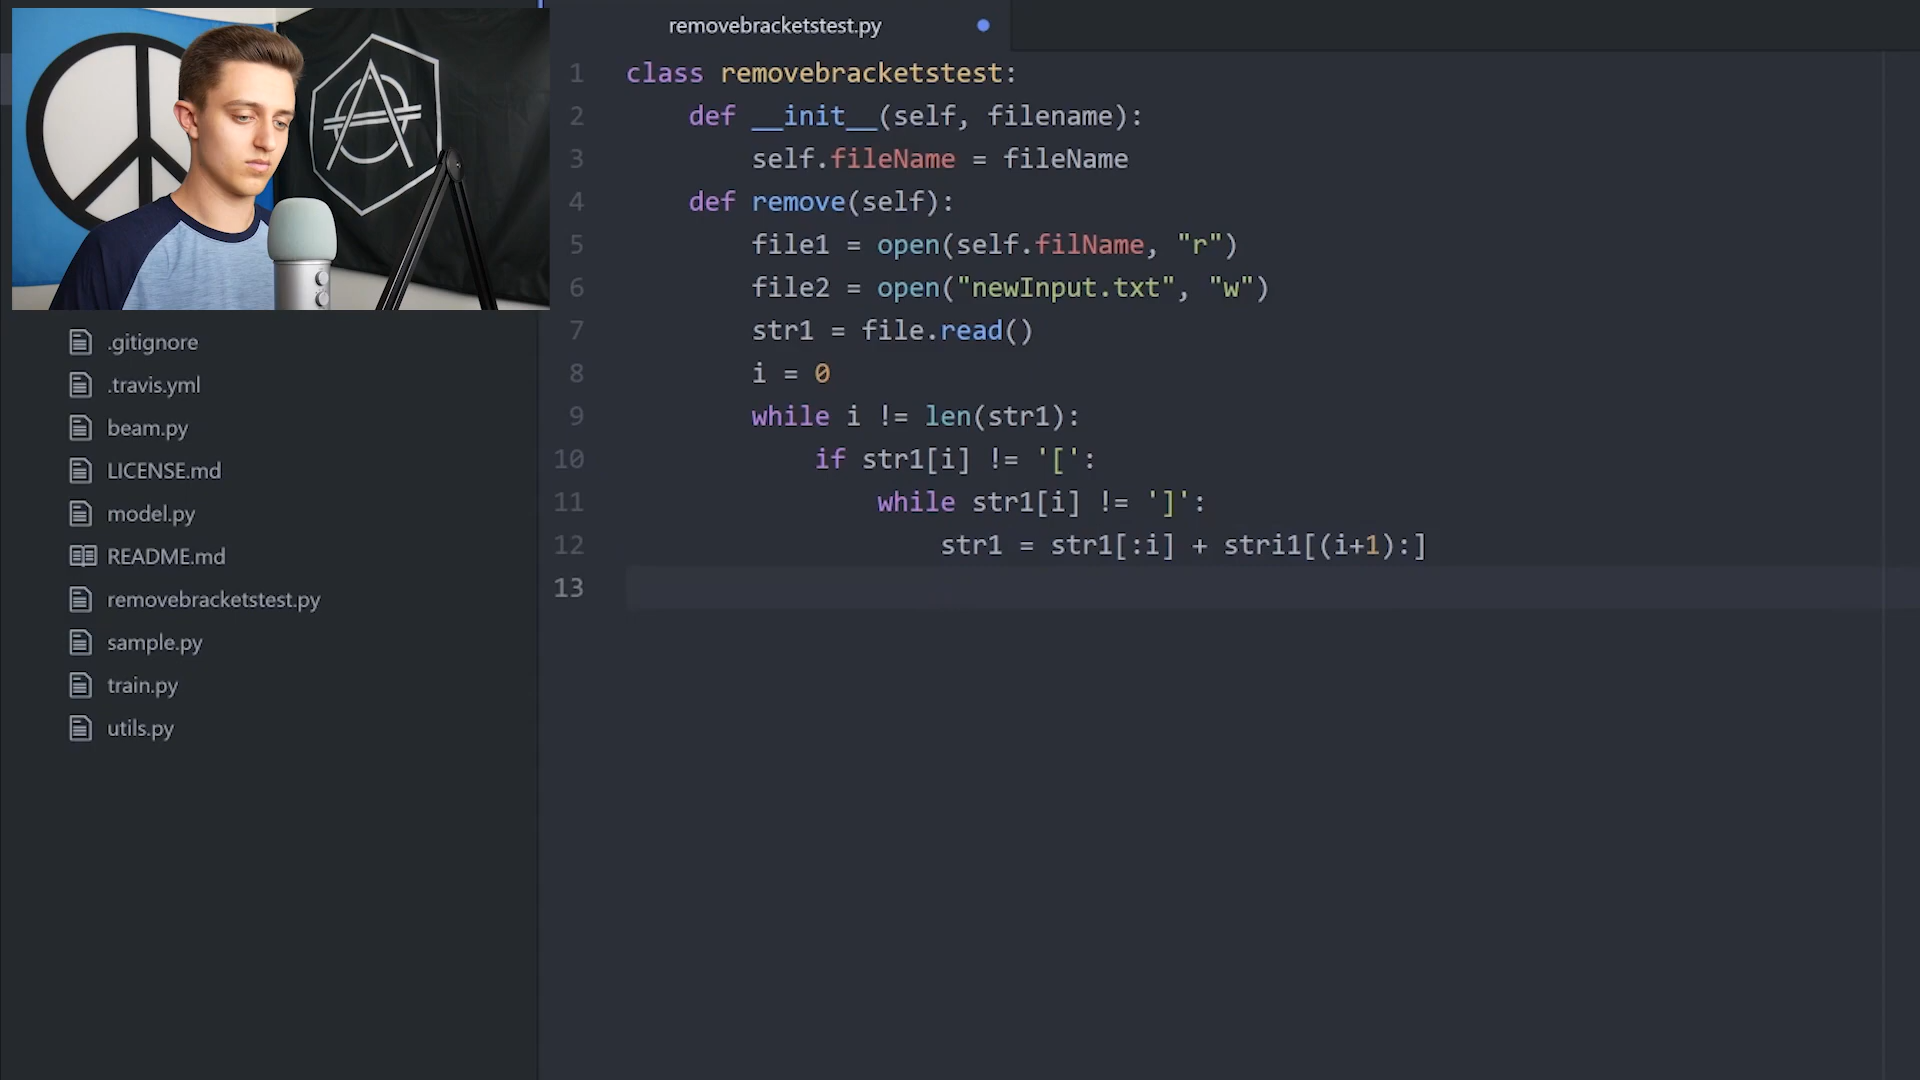 removebracketstest.py
1 class removebracketstest:
2 def __init__(self, filename):
3 self.fileName = fileName
4 def remove(self):
5 file1 = open(self.filName, "r")
6 file2 = open("newInput.txt", "w")
7 str1 = file.read()
8 i = 0
9 while i != len(str1):
10 if str1[i] != '[':
11 while str1[i] != ']':
12 str1 = str1[:i] + stri1[(i+1):]
13
.gitignore
.travis.yml
beam.py
LICENSE.md
model.py
README.md
removebracketstest.py
sample.py
train.py
utils.py